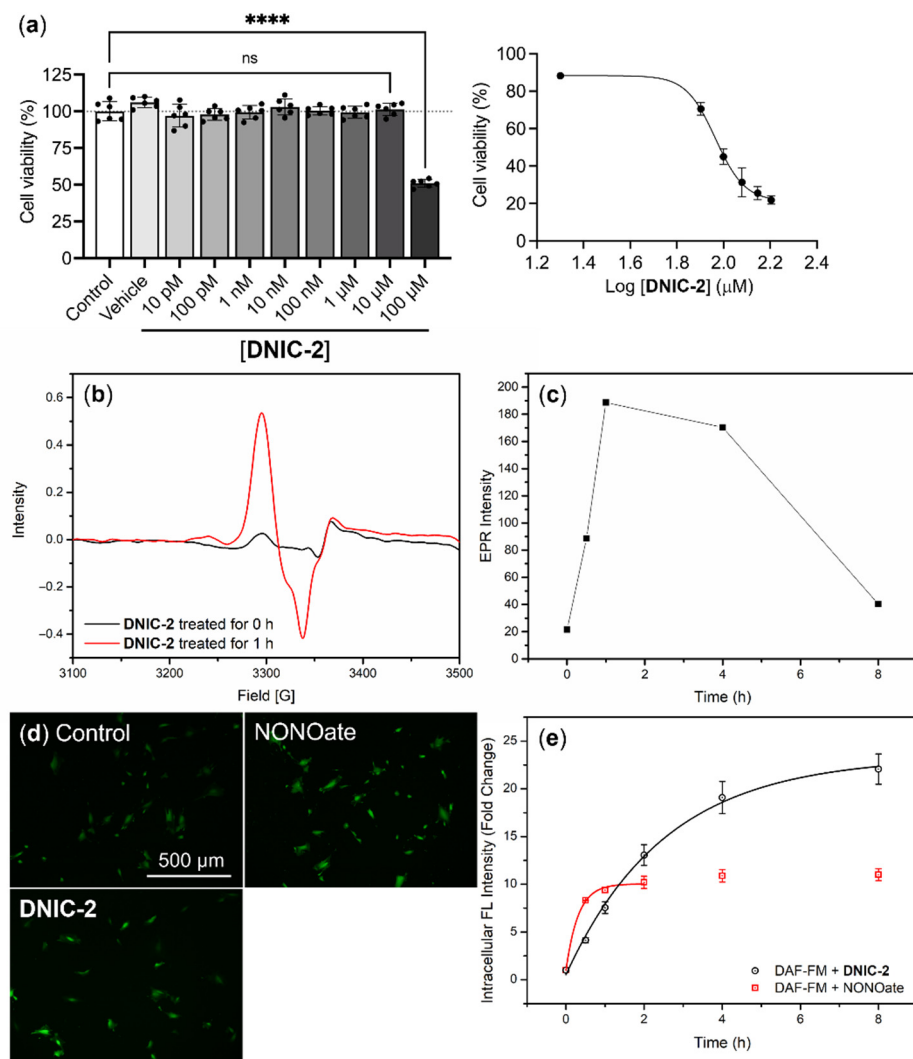 (a)
****
ns
Cell viability (%)
125
100
75
50
25
0
Control
Vehicle
10 pM
100 pM
1 nM
10 nM
100 nM
1 µM
10 µM
100 µM
[DNIC-2]
Cell viability (%)
100
80
60
40
20
0
1.2 1.4 1.6 1.8 2.0 2.2 2.4
Log [DNIC-2] (µM)
(b)
Intensity
0.6
0.4
0.2
0.0
−0.2
−0.4
DNIC-2 treated for 0 h
DNIC-2 treated for 1 h
3100 3200 3300 3400 3500
Field [G]
(c)
EPR Intensity
200
180
160
140
120
100
80
60
40
20
0
0 2 4 6 8
Time (h)
(d) Control
500 µm
NONOate
DNIC-2
(e)
Intracellular FL Intensity (Fold Change)
25
20
15
10
5
0
DAF-FM + DNIC-2
DAF-FM + NONOate
0 2 4 6 8
Time (h)